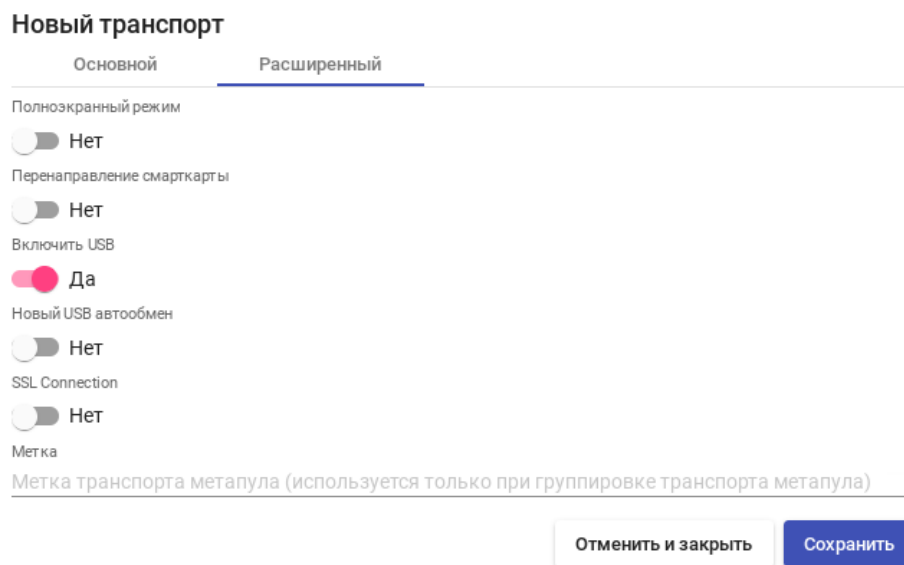 Новый транспорт
Основной Расширенный
Полноэкранный режим
Нет
Перенаправление смарткарты
Нет
Включить USB
Да
Новый USB автообмен
Нет
SSL Connection
Нет
Метка
Метка транспорта метапула (используется только при группировке транспорта метапула)
Отменить и закрыть Сохранить